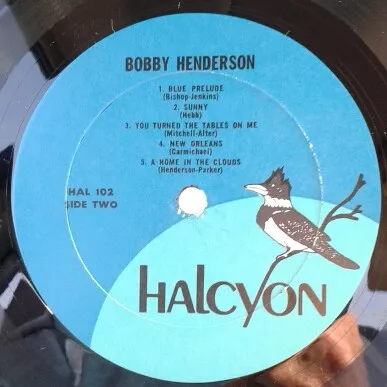 BOBBY HENDERSON
1. BLUE PRELUDE
(Bishop-Jenkins)
2. SUNNY
(Hebb)
3. YOU TURNED THE TABLES ON ME
(Mitchell-Alter)
4. NEW ORLEANS
(Carmichael)
5. A HOME IN THE CLOUDS
(Henderson-Parker)
HAL 102
SIDE TWO
HALCYON